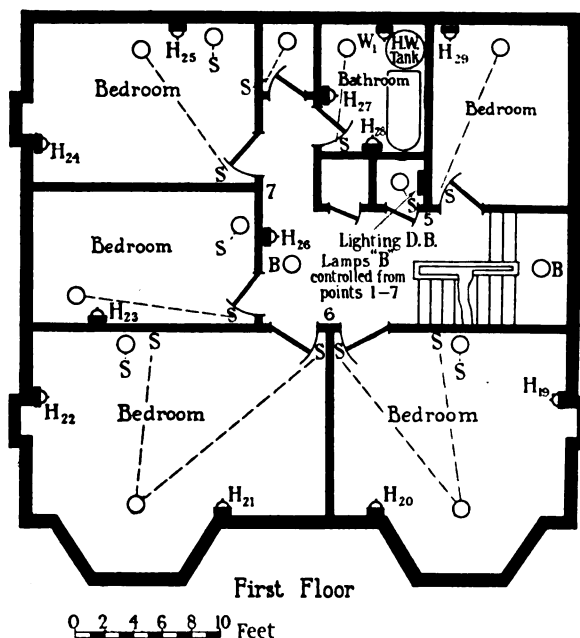 W₁ H.W. Tank
H₂₅ S H₂₉
Bedroom S Bathroom
H₂₇ Bedroom
H₂₈
H₂₄
S S S
7 S 5
Lighting D.B.
S H₂₆ Lamps "B"
Bedroom B controlled from B
points 1–7
H₂₃ S 6
S S S S
S S
H₂₂ Bedroom Bedroom H₁₉
H₂₁ H₂₀
First Floor
0 2 4 6 8 10 Feet